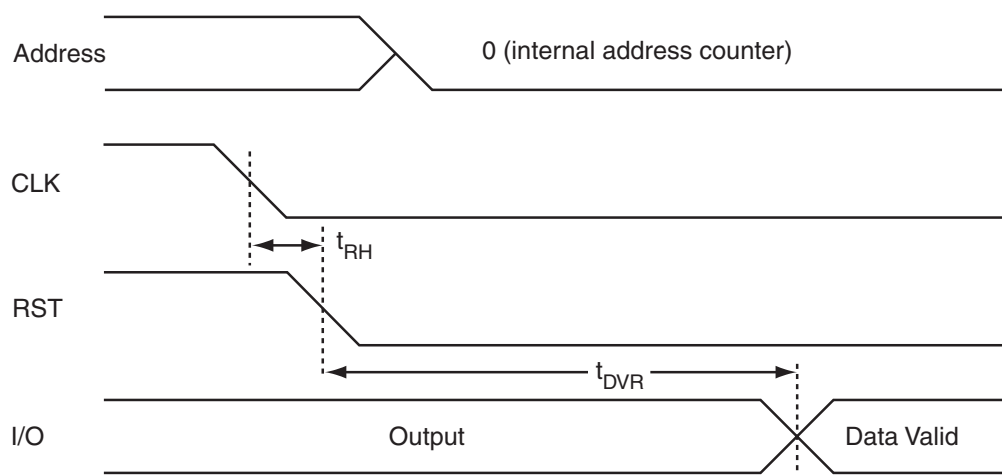 Address
0 (internal address counter)
CLK
tRH
RST
tDVR
I/O
Output
Data Valid